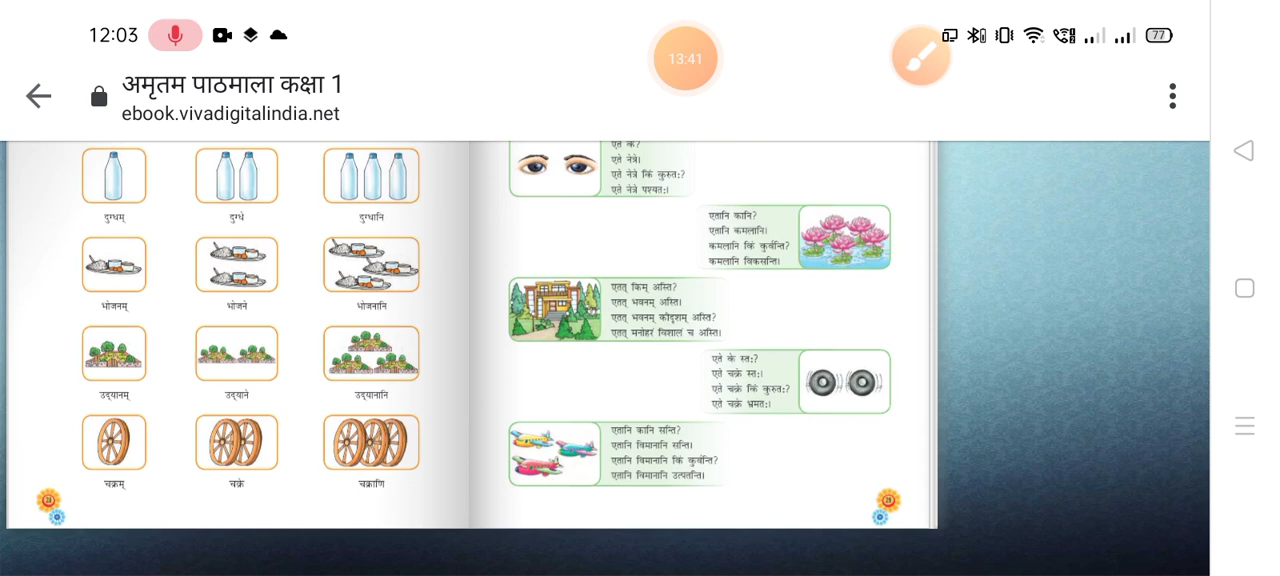 12:03
13:41
77
अमृतम पाठमाला कक्षा 1
ebook.vivadigitalindia.net
दुग्धम् दुग्धे दुग्धानि
भोजनम् भोजने भोजनानि
उद्यानम् उद्याने उद्यानानि
चक्रम् चक्रे चक्राणि
28
एते के?
एते नेत्रे।
एते नेत्रे किं कुरुतः?
एते नेत्रे पश्यतः।
एतानि कानि?
एतानि कमलानि।
कमलानि किं कुर्वन्ति?
कमलानि विकसन्ति।
एतत् किम् अस्ति?
एतत् भवनम् अस्ति।
एतत् भवनम् कीदृशम् अस्ति?
एतत् मनोहरं विशालं च अस्ति।
एते के स्तः?
एते चक्रे स्तः।
एते चक्रे किं कुरुतः?
एते चक्रे भ्रमतः।
एतानि कानि सन्ति?
एतानि विमानानि सन्ति।
एतानि विमानानि किं कुर्वन्ति?
एतानि विमानानि उत्पतन्ति।